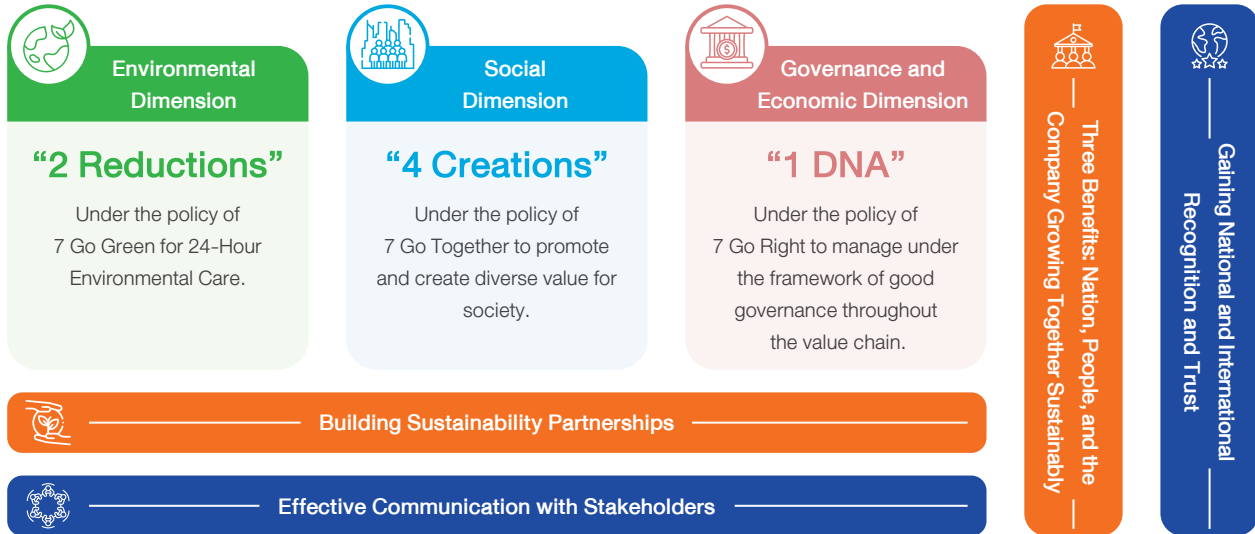 Environmental
Dimension
“2 Reductions”
Under the policy of
7 Go Green for 24-Hour
Environmental Care.
Social
Dimension
“4 Creations”
Under the policy of
7 Go Together to promote
and create diverse value for
society.
Governance and
Economic Dimension
“1 DNA”
Under the policy of
7 Go Right to manage under
the framework of good
governance throughout
the value chain.
Building Sustainability Partnerships
Effective Communication with Stakeholders
Three Benefits: Nation, People, and the
Company Growing Together Sustainably
Gaining National and International
Recognition and Trust